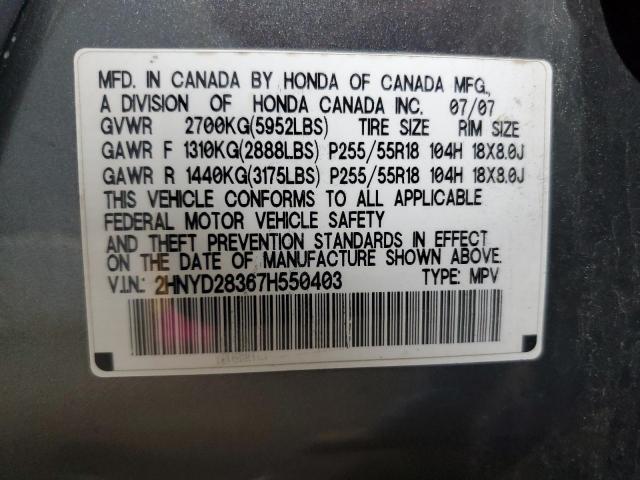 MFD. IN CANADA BY HONDA OF CANADA MFG.,
A DIVISION OF HONDA CANADA INC. 07/07
GVWR 2700KG(5952LBS) TIRE SIZE RIM SIZE
GAWR F 1310KG(2888LBS) P255/55R18 104H 18X8.0J
GAWR R 1440KG(3175LBS) P255/55R18 104H 18X8.0J
THIS VEHICLE CONFORMS TO ALL APPLICABLE
FEDERAL MOTOR VEHICLE SAFETY
AND THEFT PREVENTION STANDARDS IN EFFECT
ON THE DATE OF MANUFACTURE SHOWN ABOVE.
V.I.N.: 2HNYD28367H550403 TYPE: MPV